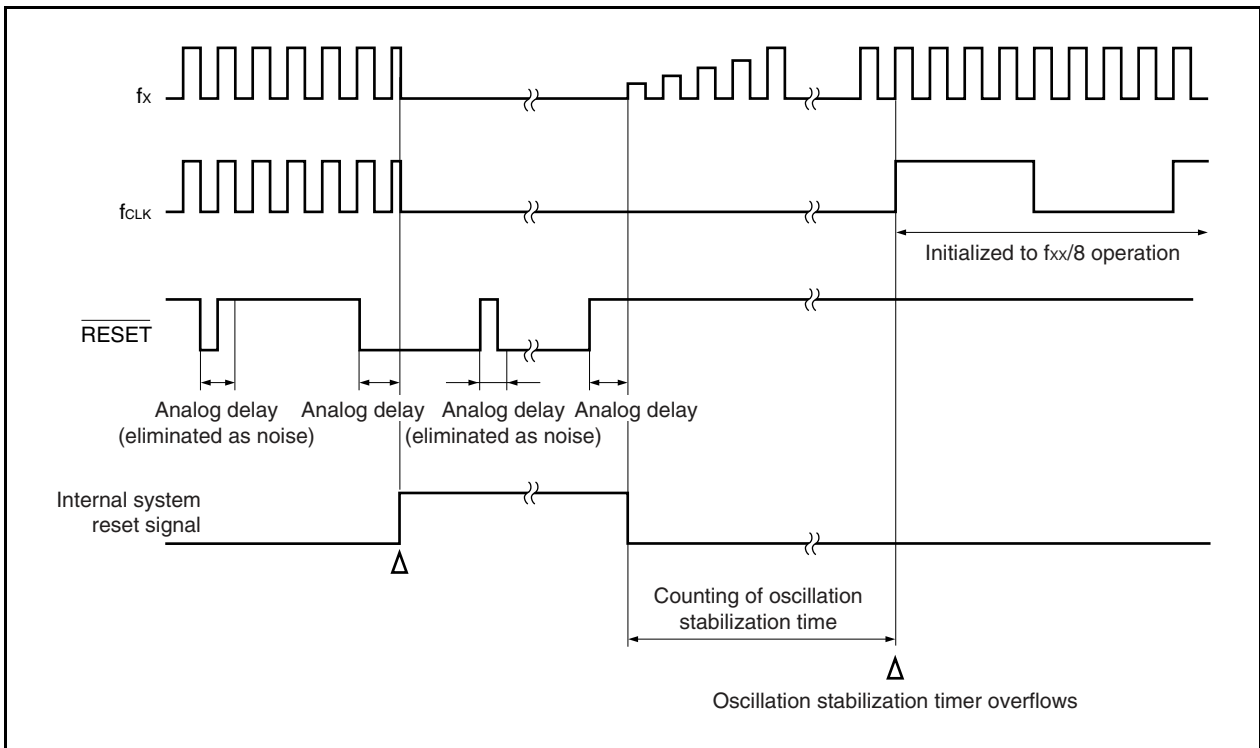 fX
fCLK
Initialized to fXX/8 operation
RESET
Analog delay
(eliminated as noise)
Analog delay
Analog delay
(eliminated as noise)
Analog delay
Internal system
reset signal
Counting of oscillation
stabilization time
Oscillation stabilization timer overflows